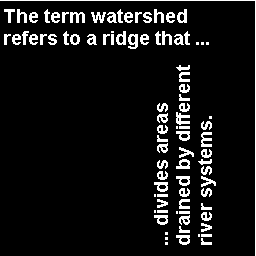 The term watershed
refers to a ridge that ...
... divides areas
drained by different
river systems.